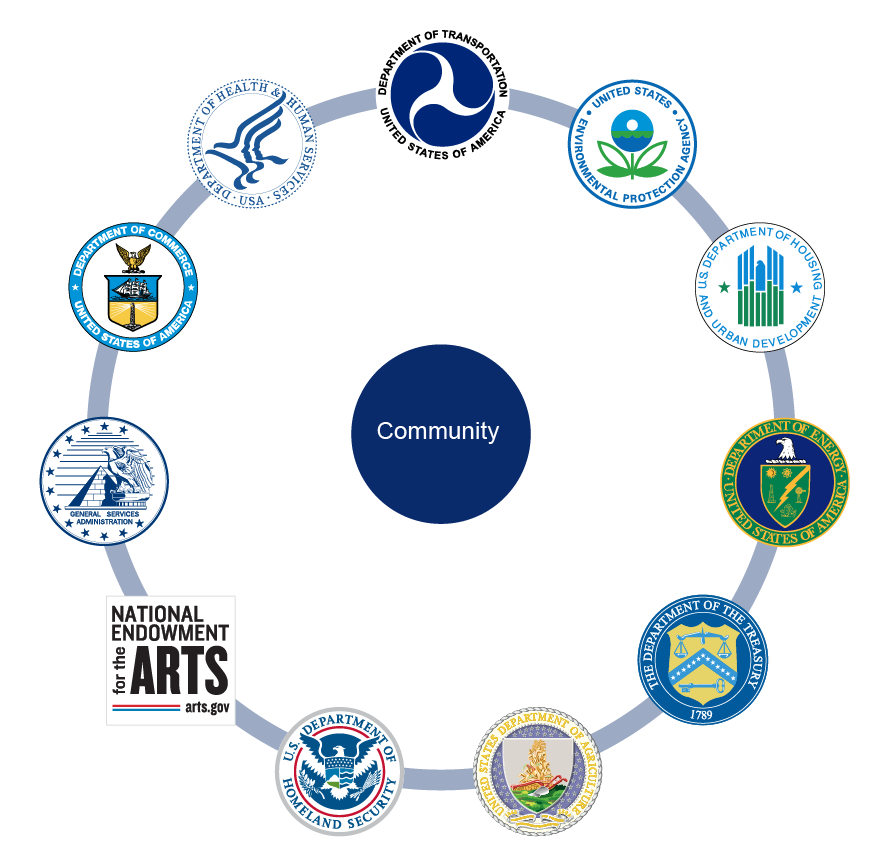 DEPARTMENT OF TRANSPORTATION
UNITED STATES OF AMERICA
UNITED STATES
ENVIRONMENTAL PROTECTION AGENCY
U.S. DEPARTMENT OF HOUSING
AND URBAN DEVELOPMENT
DEPARTMENT OF ENERGY
UNITED STATES OF AMERICA
THE DEPARTMENT OF THE TREASURY
1789
UNITED STATES DEPARTMENT OF AGRICULTURE
U.S. DEPARTMENT OF
HOMELAND SECURITY
NATIONAL
ENDOWMENT
for the
ARTS
arts.gov
GENERAL SERVICES
ADMINISTRATION
DEPARTMENT OF COMMERCE
UNITED STATES OF AMERICA
DEPARTMENT OF HEALTH & HUMAN SERVICES
· USA ·
Community